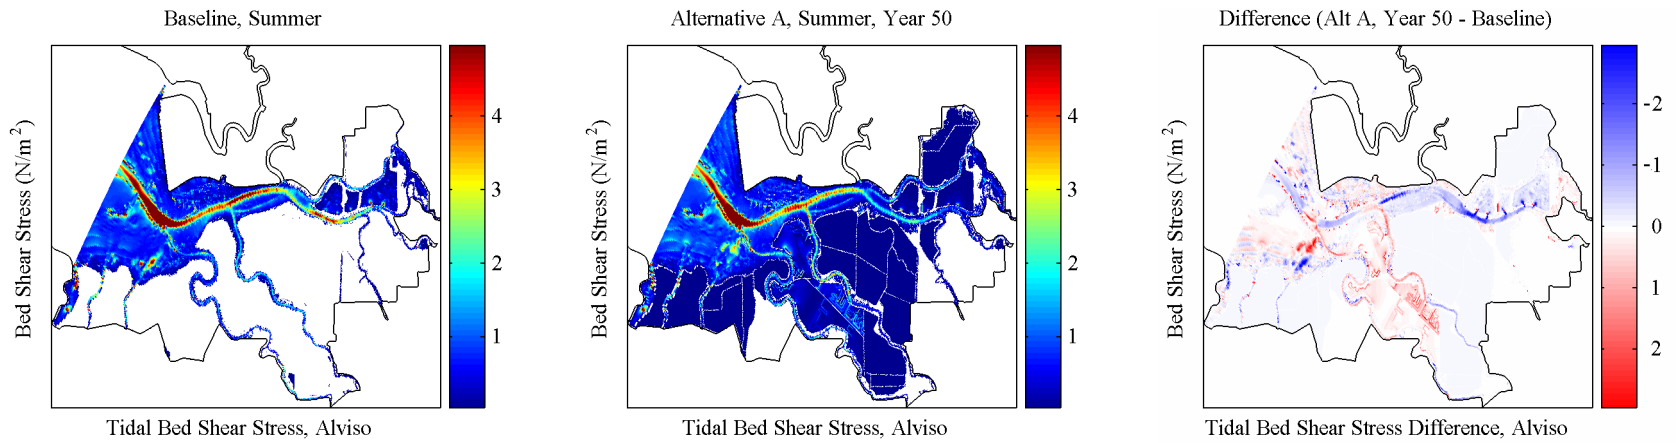 Baseline, Summer
Bed Shear Stress (N/m²)
4
3
2
1
Tidal Bed Shear Stress, Alviso
Alternative A, Summer, Year 50
Bed Shear Stress (N/m²)
4
3
2
1
Tidal Bed Shear Stress, Alviso
Difference (Alt A, Year 50 - Baseline)
Bed Shear Stress (N/m²)
-2
-1
0
1
2
Tidal Bed Shear Stress Difference, Alviso